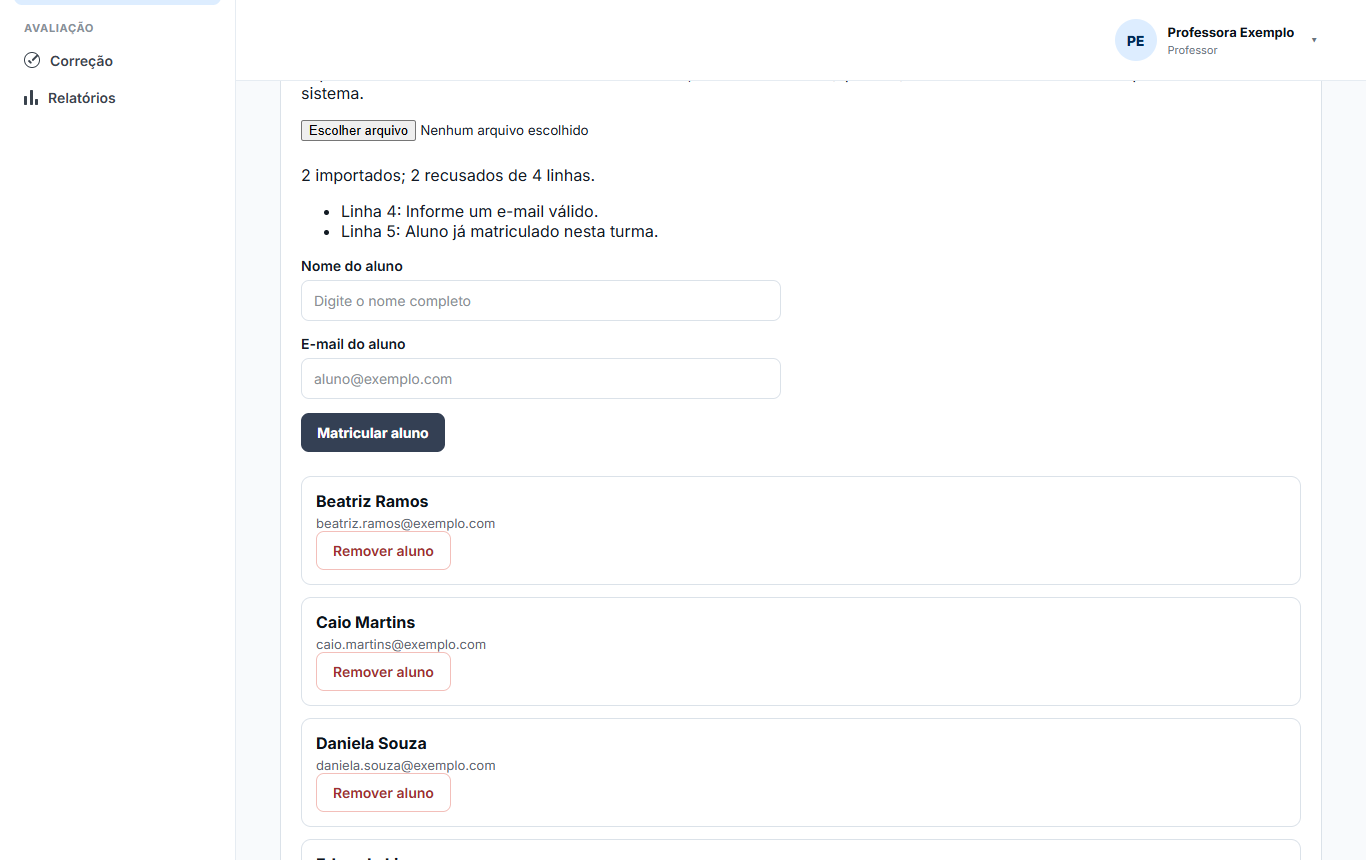 AVALIAÇÃO
Correção
Relatórios
PE
Professora Exemplo
Professor
sistema.
Escolher arquivo Nenhum arquivo escolhido
2 importados; 2 recusados de 4 linhas.
Linha 4: Informe um e-mail válido.
Linha 5: Aluno já matriculado nesta turma.
Nome do aluno
Digite o nome completo
E-mail do aluno
aluno@exemplo.com
Matricular aluno
Beatriz Ramos
beatriz.ramos@exemplo.com
Remover aluno
Caio Martins
caio.martins@exemplo.com
Remover aluno
Daniela Souza
daniela.souza@exemplo.com
Remover aluno